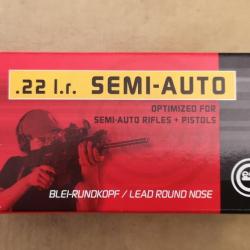 .22 l.r. SEMI-AUTO
OPTIMIZED FOR
SEMI-AUTO RIFLES + PISTOLS
BLEI-RUNDKOPF / LEAD ROUND NOSE